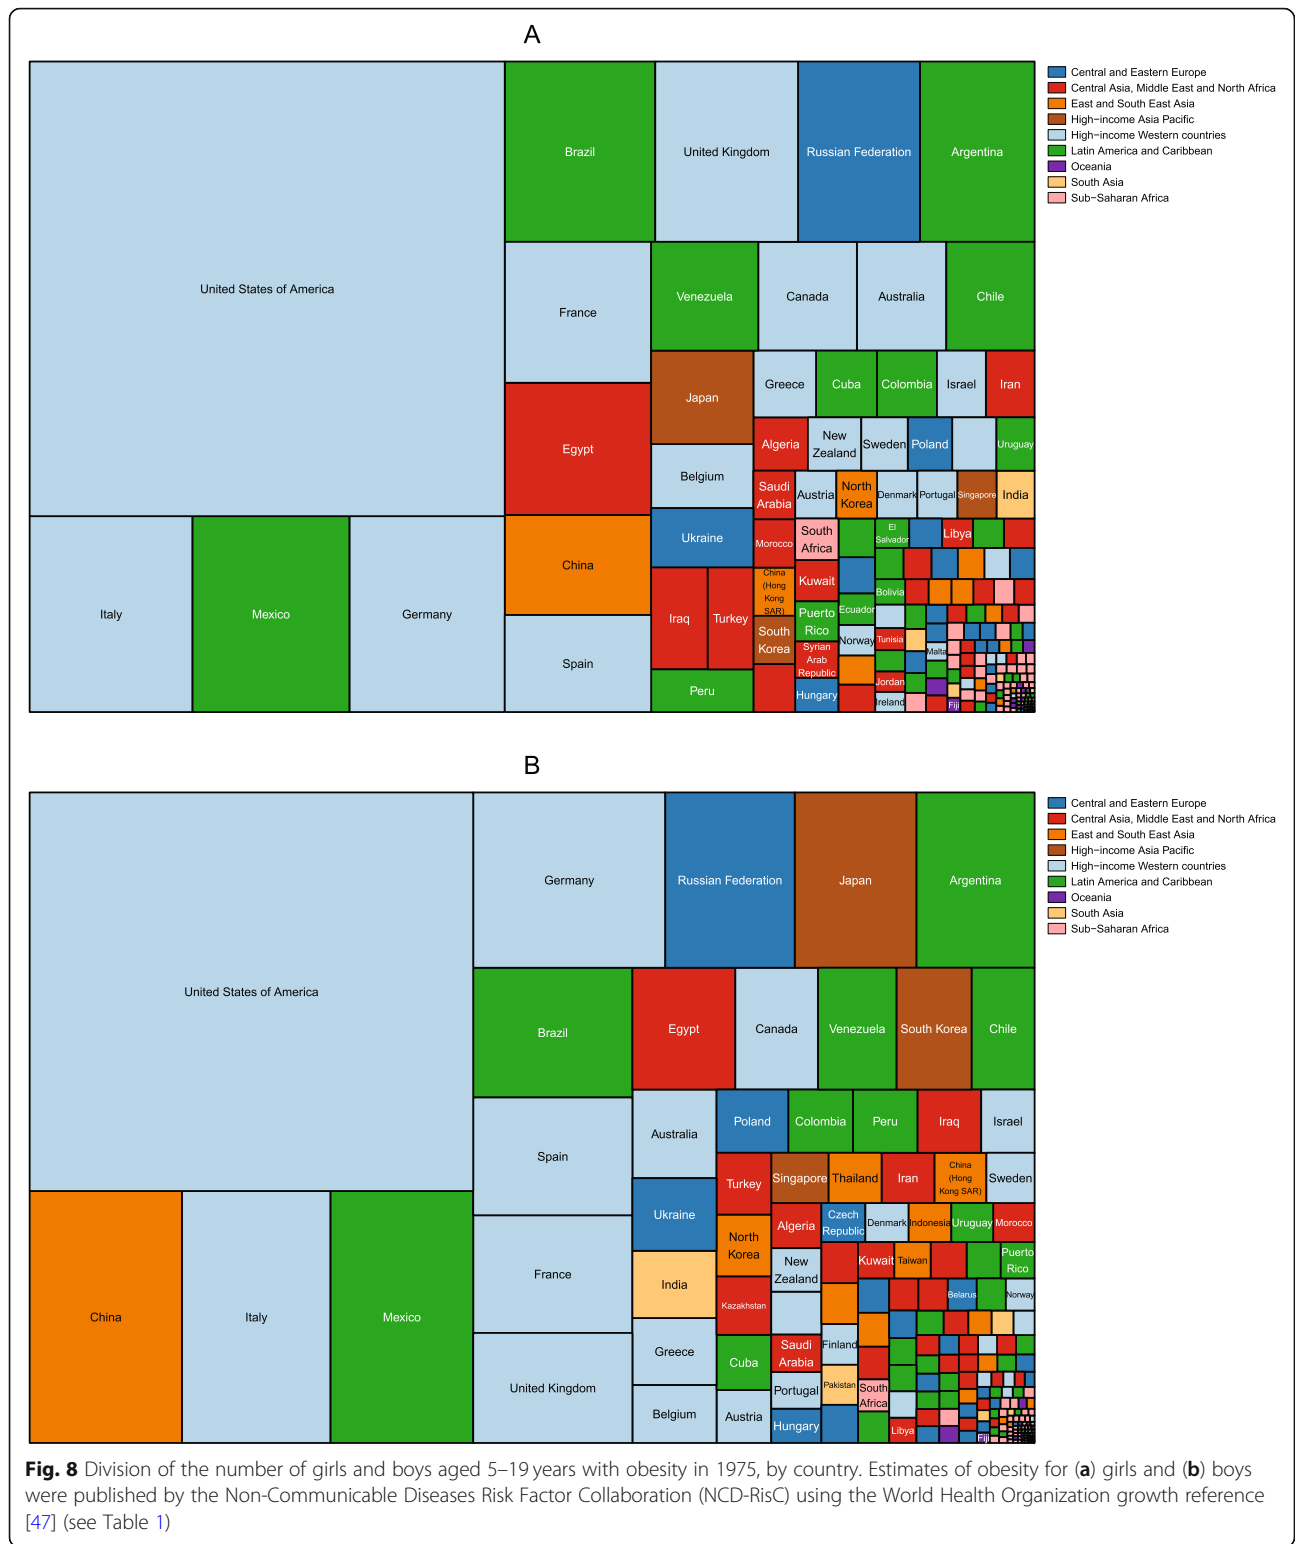 A
Central and Eastern Europe
Central Asia, Middle East and North Africa
East and South East Asia
High−income Asia Pacific
High−income Western countries
Latin America and Caribbean
Oceania
South Asia
Sub−Saharan Africa
United States of America
Brazil
United Kingdom
Russian Federation
Argentina
France
Venezuela
Canada
Australia
Chile
Egypt
Japan
Greece
Cuba
Colombia
Israel
Iran
Algeria
New
Zealand
Sweden
Poland
Uruguay
Belgium
Saudi
Arabia
Austria
North
Korea
Denmark
Portugal
Singapore
India
China
Ukraine
Morocco
South
Africa
El
Salvador
Libya
Italy
Mexico
Germany
Spain
Iraq
Turkey
China
(Hong
Kong
SAR)
Kuwait
Bolivia
South
Korea
Puerto
Rico
Ecuador
Norway
Tunisia
Malta
Syrian
Arab
Republic
Jordan
Peru
Hungary
Ireland
Fiji
B
Central and Eastern Europe
Central Asia, Middle East and North Africa
East and South East Asia
High−income Asia Pacific
High−income Western countries
Latin America and Caribbean
Oceania
South Asia
Sub−Saharan Africa
United States of America
Germany
Russian Federation
Japan
Argentina
Brazil
Egypt
Canada
Venezuela
South Korea
Chile
Spain
Australia
Poland
Colombia
Peru
Iraq
Israel
Turkey
Singapore
Thailand
Iran
China
(Hong
Kong SAR)
Sweden
Ukraine
North
Korea
Algeria
Czech
Republic
Denmark
Indonesia
Uruguay
Morocco
China
Italy
Mexico
France
India
Kazakhstan
New
Zealand
Kuwait
Taiwan
Puerto
Rico
Belarus
Norway
Greece
Cuba
Saudi
Arabia
Finland
United Kingdom
Belgium
Austria
Portugal
Pakistan
South
Africa
Hungary
Libya
Fiji
Fig. 8 Division of the number of girls and boys aged 5–19 years with obesity in 1975, by country. Estimates of obesity for (a) girls and (b) boys
were published by the Non-Communicable Diseases Risk Factor Collaboration (NCD-RisC) using the World Health Organization growth reference
[47] (see Table 1)